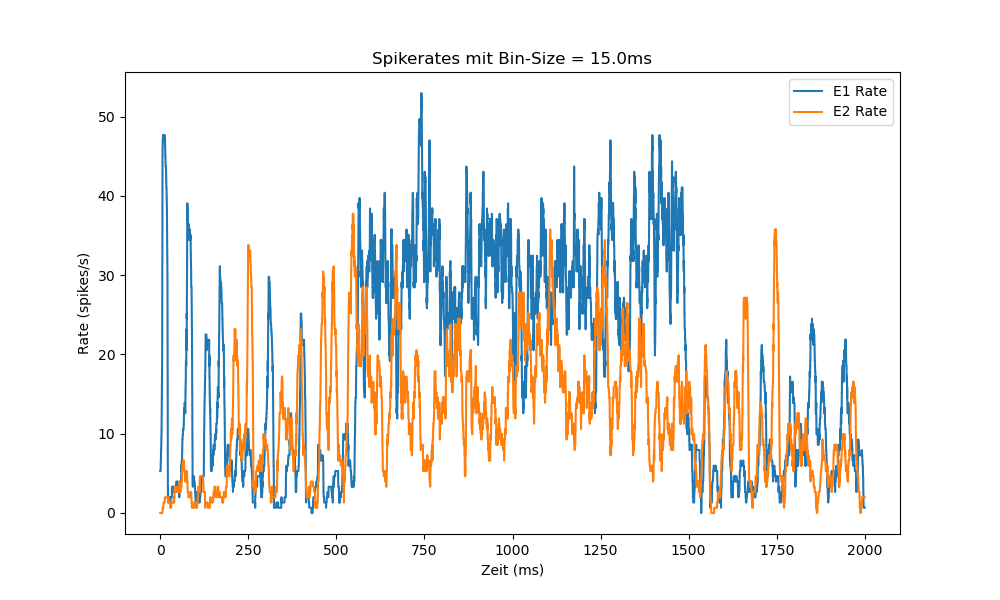 Spikerates mit Bin-Size = 15.0ms
E1 Rate
E2 Rate
Rate (spikes/s)
50
40
30
20
10
0
0 250 500 750 1000 1250 1500 1750 2000
Zeit (ms)